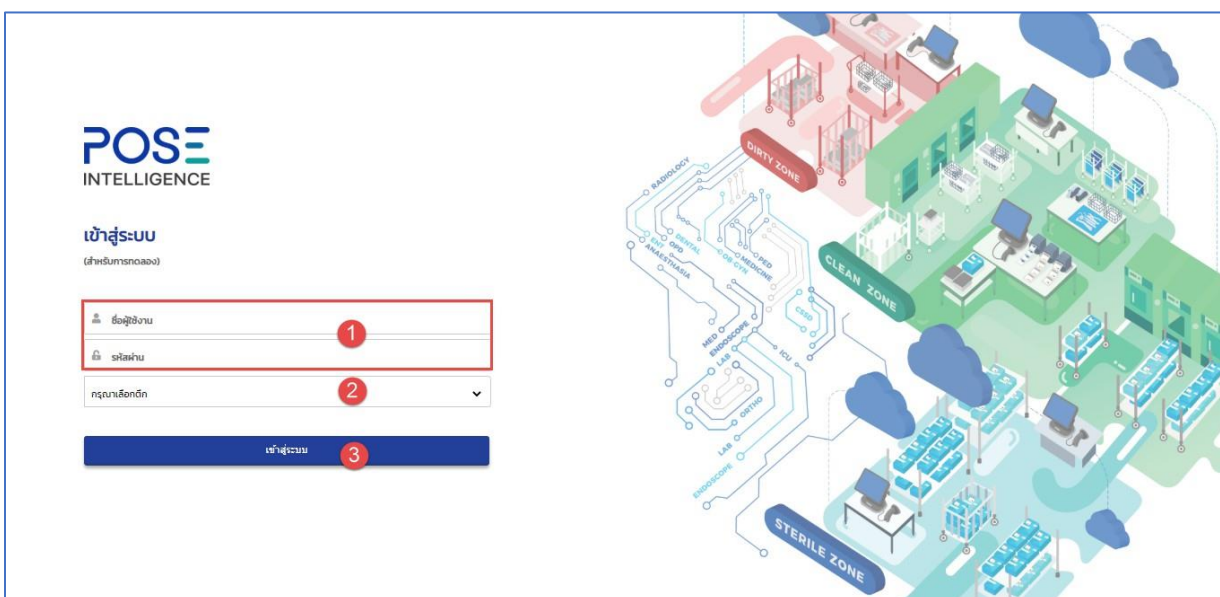 POSE
INTELLIGENCE
เข้าสู่ระบบ
(สำหรับการทดลอง)
ชื่อผู้ใช้งาน
1
รหัสผ่าน
กรุณาเลือกตึก
2
เข้าสู่ระบบ
3
DIRTY ZONE
RADIOLOGY
ENT
DENTAL
OB-GYN
PED
OPD
MEDICINE
ANAESTHASIA
CLEAN ZONE
CSSD
MED
ENDOSCOPE
ICU
LAB
ORTHO
LAB
ENDOSCOPE
STERILE ZONE